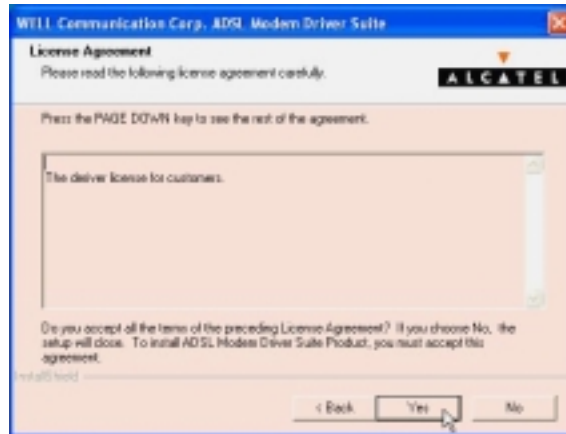 WELL Communication Corp. ADSL Modem Driver Suite
License Agreement
Please read the following license agreement carefully.
ALCATEL
Press the PAGE DOWN key to see the rest of the agreement.
The deriver license for customers.
Do you accept all the terms of the preceding License Agreement? If you choose No, the
setup will close. To install ADSL Modem Driver Suite Product, you must accept this
agreement.
InstallShield
< Back
Yes
No